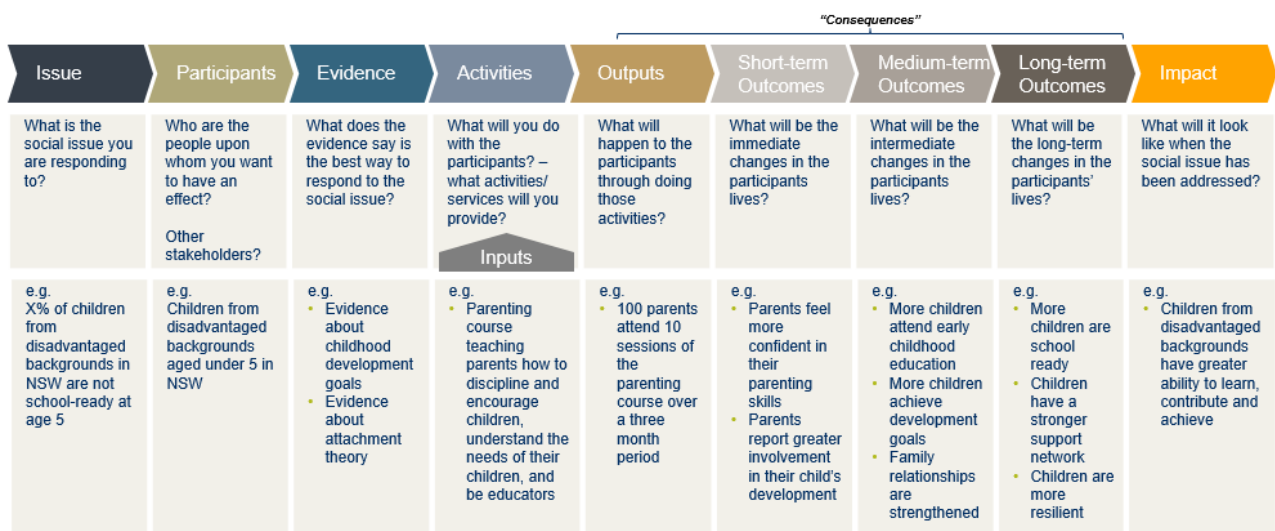 “Consequences”
Issue
Participants
Evidence
Activities
Outputs
Short-term
Outcomes
Medium-term
Outcomes
Long-term
Outcomes
Impact
What is the
social issue you
are responding
to?
Who are the
people upon
whom you want
to have an
effect?
Other
stakeholders?
What does the
evidence say is
the best way to
respond to the
social issue?
What will you do
with the
participants? –
what activities/
services will you
provide?
Inputs
What will
happen to the
participants
through doing
those
activities?
What will be the
immediate
changes in the
participants
lives?
What will be the
intermediate
changes in the
participants
lives?
What will be
the long-term
changes in the
participants’
lives?
What will it look
like when the
social issue has
been addressed?
e.g.
X% of children
from
disadvantaged
backgrounds in
NSW are not
school-ready at
age 5
e.g.
Children from
disadvantaged
backgrounds
aged under 5 in
NSW
e.g.
• Evidence
about
childhood
development
goals
• Evidence
about
attachment
theory
e.g.
• Parenting
course
teaching
parents how to
discipline and
encourage
children,
understand the
needs of their
children, and
be educators
e.g.
• 100 parents
attend 10
sessions of
the
parenting
course over
a three
month
period
e.g.
• Parents feel
more
confident in
their
parenting
skills
• Parents
report greater
involvement
in their child’s
development
e.g.
• More children
attend early
childhood
education
• More children
achieve
development
goals
• Family
relationships
are
strengthened
e.g.
• More
children are
school
ready
• Children
have a
stronger
support
network
• Children are
more
resilient
e.g.
• Children from
disadvantaged
backgrounds
have greater
ability to learn,
contribute and
achieve